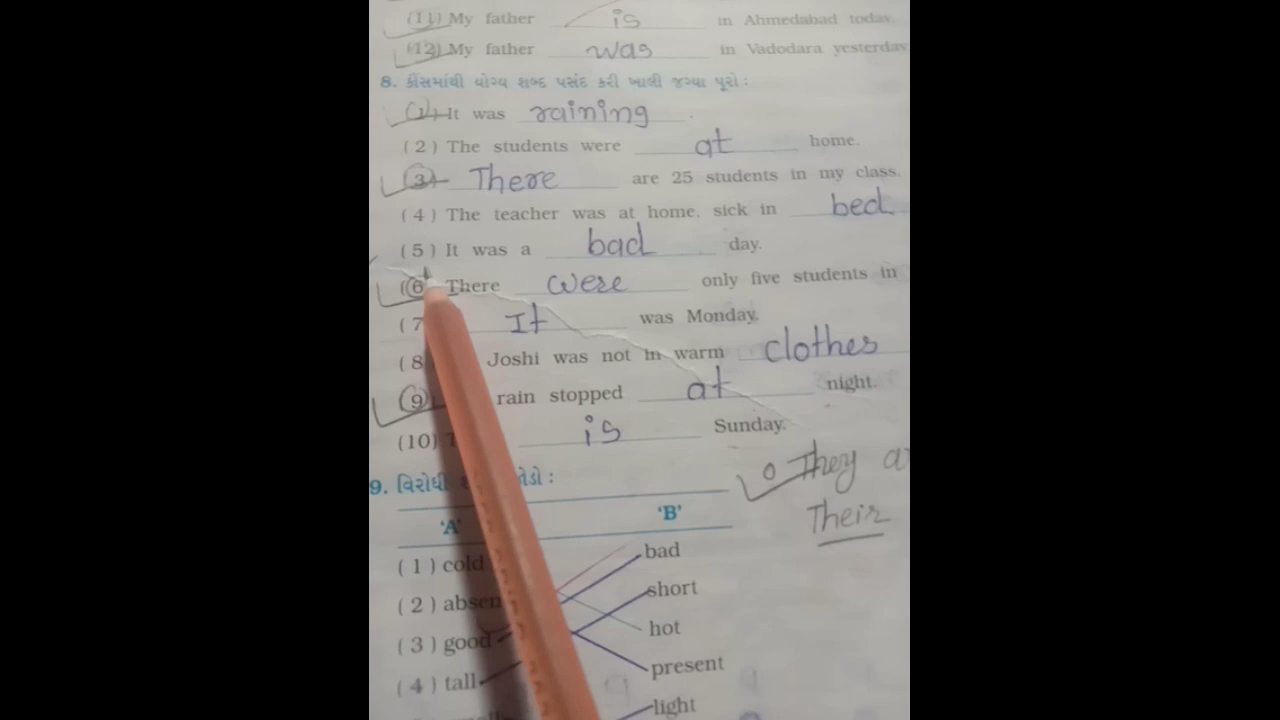 (11) My father is in Ahmedabad today.
(12) My father was in Vadodara yesterday
8. કૌંસમાંથી યોગ્ય શબ્દ પસંદ કરી ખાલી જગ્યા પૂરો :
(1) It was raining.
(2) The students were at home.
(3) There are 25 students in my class.
(4) The teacher was at home, sick in bed
(5) It was a bad day.
(6) There were only five students in
(7) It was Monday.
(8) Joshi was not in warm clothes
(9) rain stopped at night.
(10) is Sunday.
They
Their
9. વિરોધી જોડો :
'A' 'B'
(1) cold bad
(2) absent short
(3) good hot
(4) tall present
light